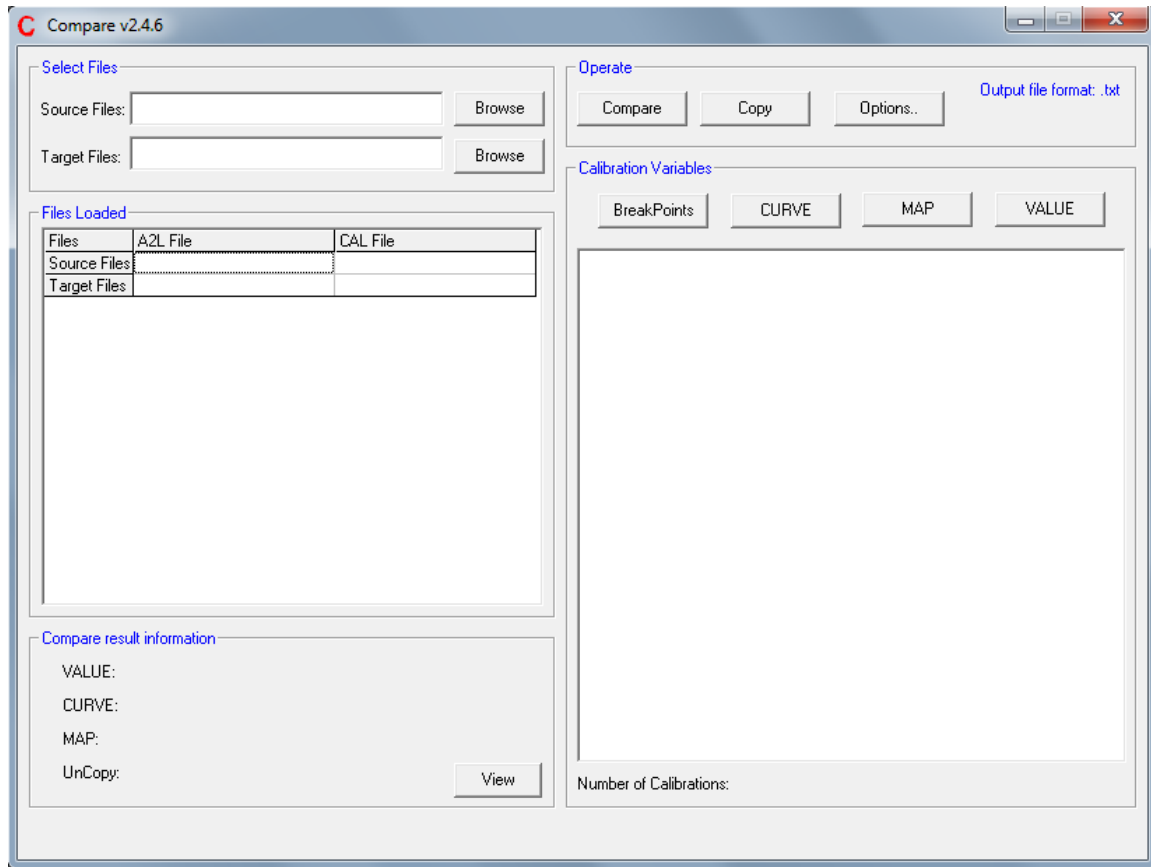 C Compare v2.4.6
Select Files
Source Files: Browse
Target Files: Browse
Files Loaded
Files A2L File CAL File
Source Files
Target Files
Compare result information
VALUE:
CURVE:
MAP:
UnCopy: View
Operate
Output file format: .txt
Compare Copy Options..
Calibration Variables
BreakPoints CURVE MAP VALUE
Number of Calibrations: